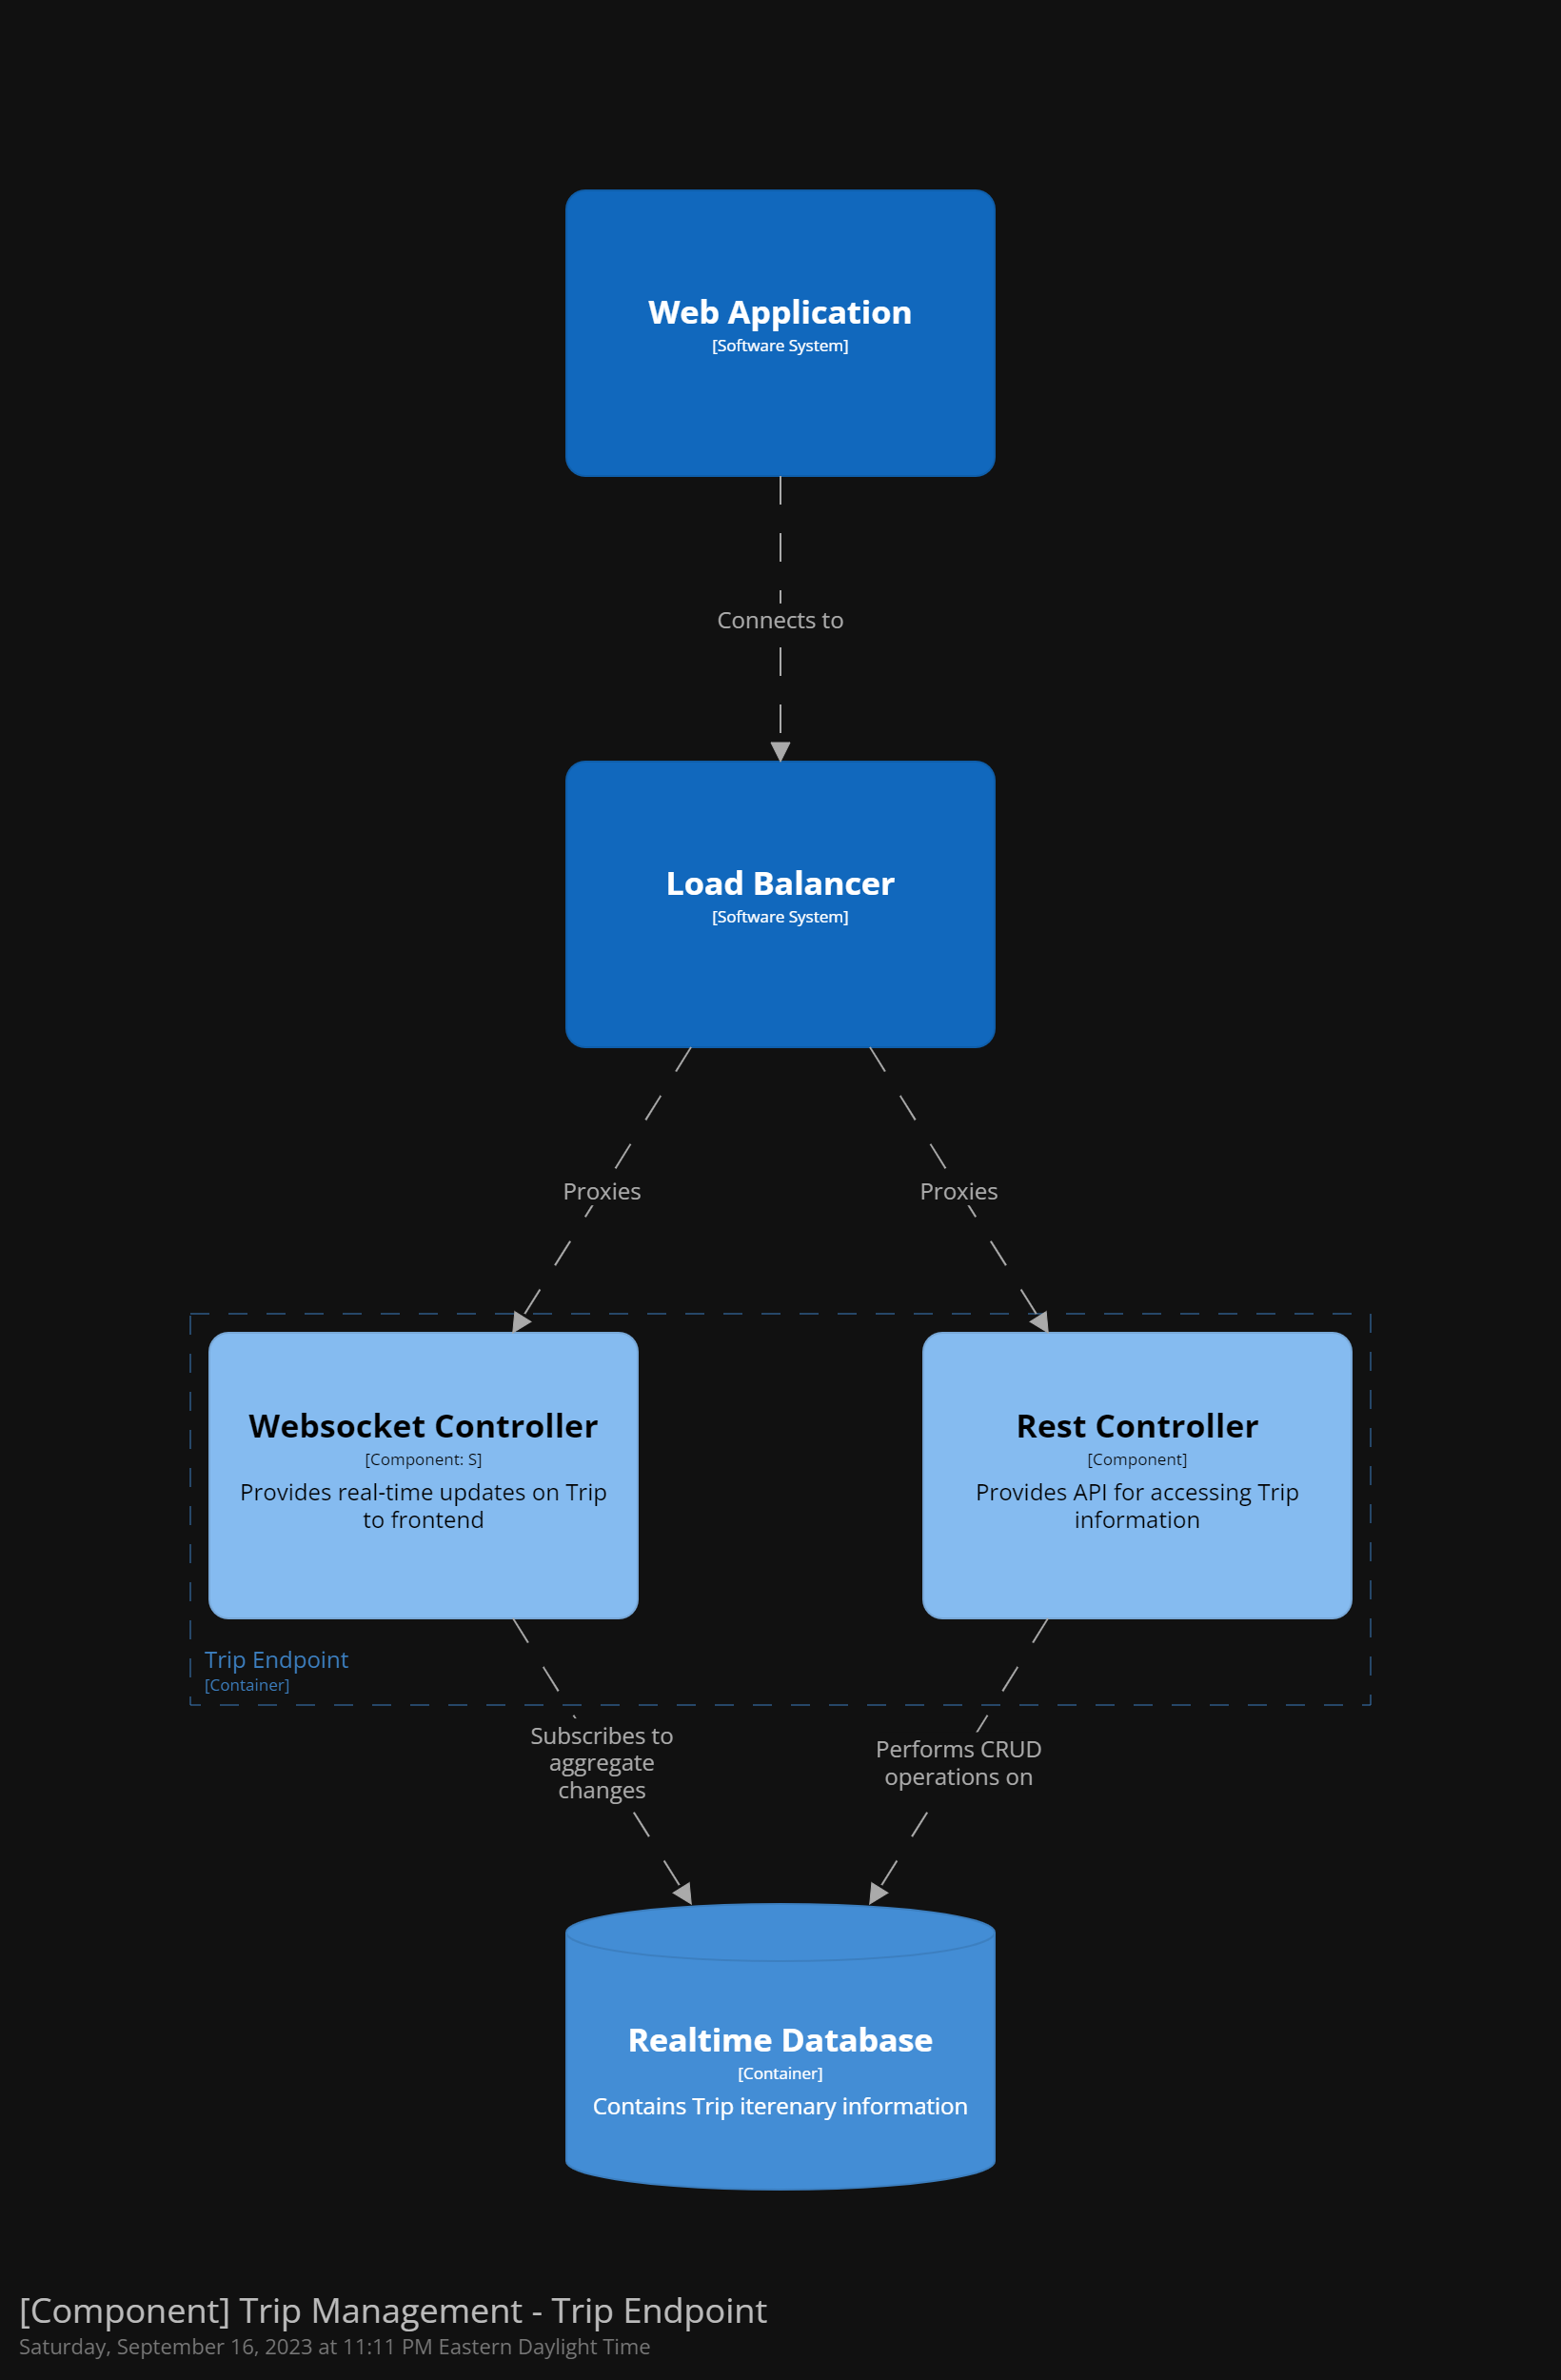 Web Application
[Software System]
Connects to
Load Balancer
[Software System]
Proxies
Proxies
Websocket Controller
[Component: S]
Provides real-time updates on Trip
to frontend
Rest Controller
[Component]
Provides API for accessing Trip
information
Trip Endpoint
[Container]
Subscribes to
aggregate
changes
Performs CRUD
operations on
Realtime Database
[Container]
Contains Trip iterenary information
[Component] Trip Management - Trip Endpoint
Saturday, September 16, 2023 at 11:11 PM Eastern Daylight Time